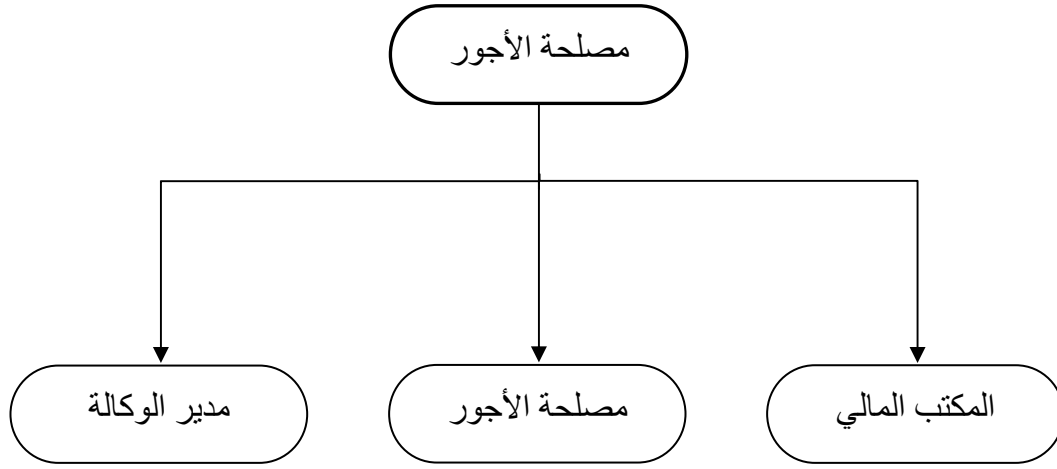 مصلحة الأجور
المكتب المالي
مصلحة الأجور
مدير الوكالة